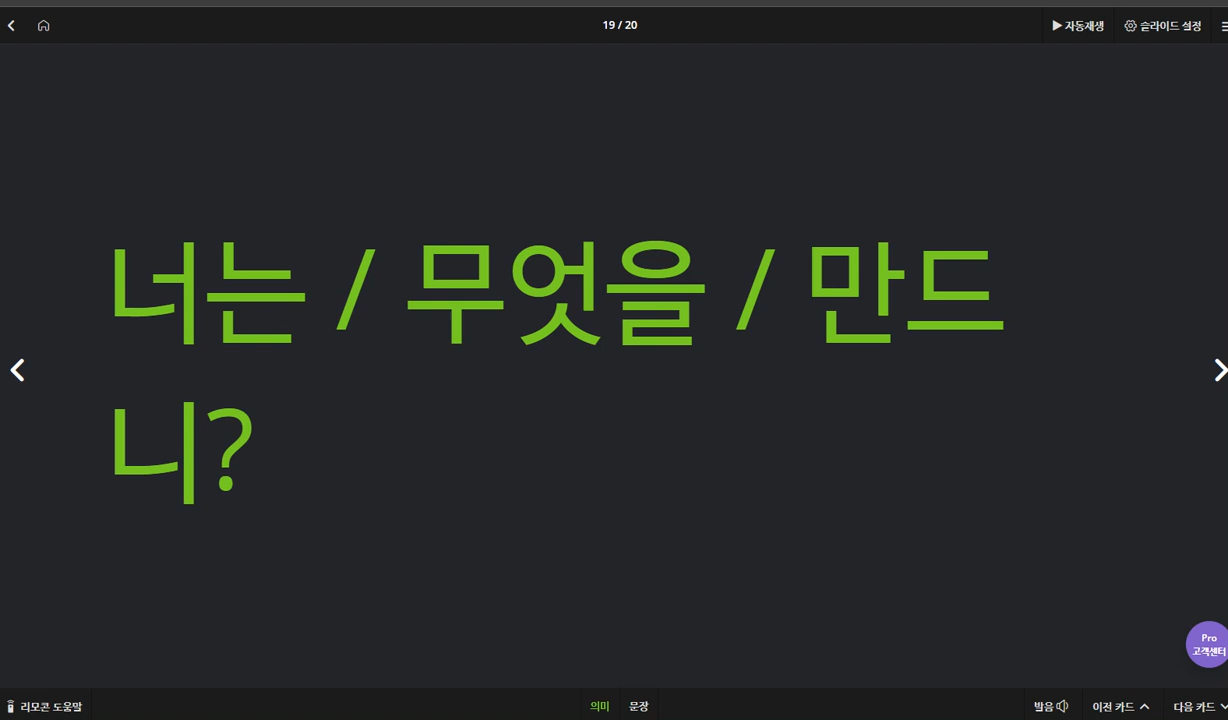 19 / 20
자동재생
슬라이드 설정
너는 / 무엇을 / 만드
니?
Pro
고객센터
리모콘 도움말
의미
문장
발음
이전 카드
다음 카드